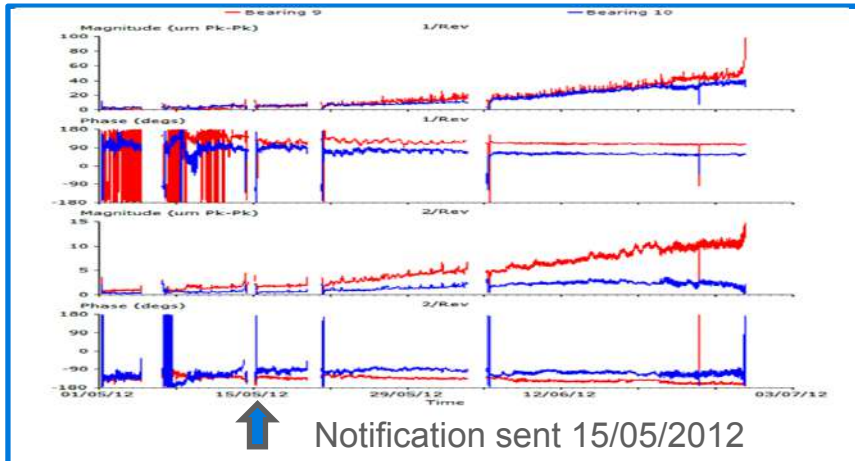 Bearing 9 Bearing 10
Magnitude (um Pk-Pk) 1/Rev
100
80
60
40
20
0
Phase (degs) 1/Rev
180
90
0
-90
-180
Magnitude (um Pk-Pk) 2/Rev
15
10
5
0
Phase (degs) 2/Rev
180
90
0
-90
-180
01/05/12 15/05/12 29/05/12 12/06/12 03/07/12
Time
Notification sent 15/05/2012